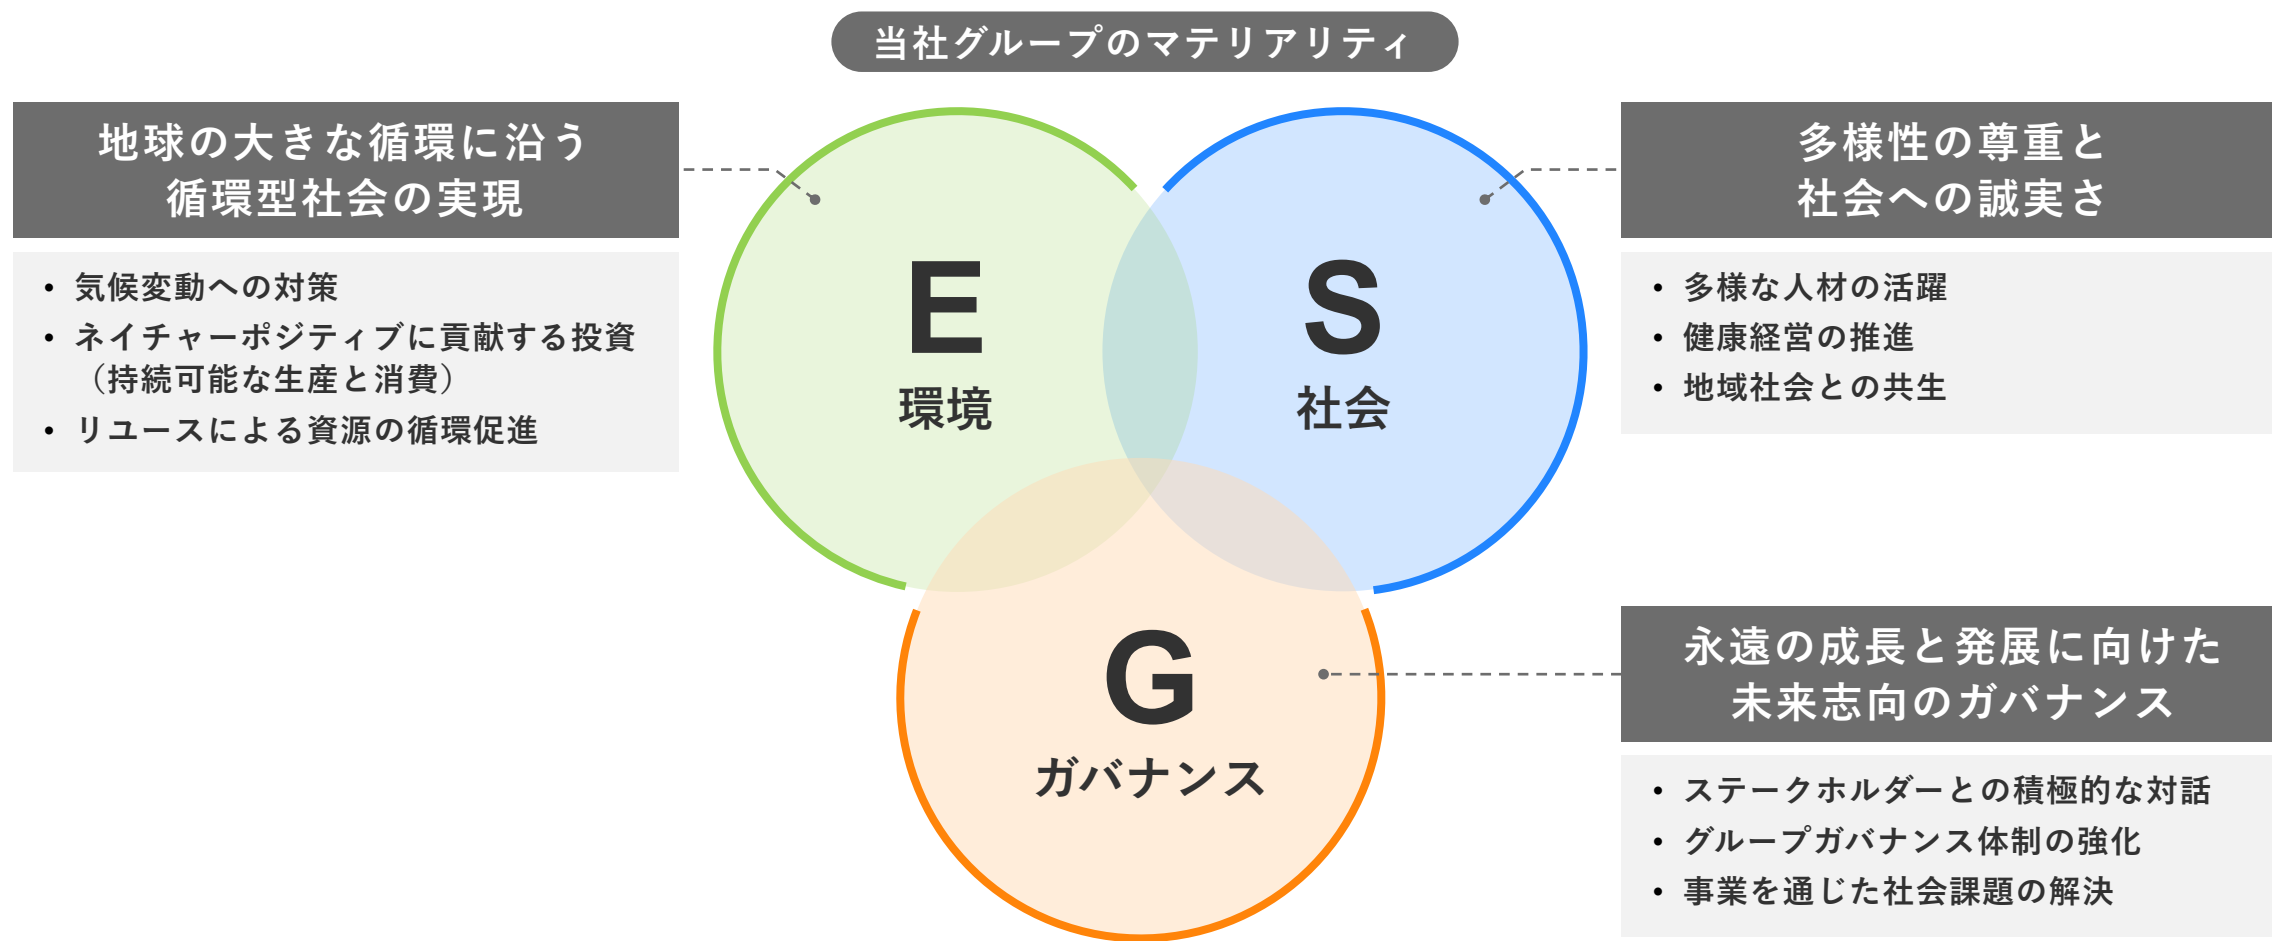 当社グループのマテリアリティ
地球の大きな循環に沿う
循環型社会の実現
• 気候変動への対策
• ネイチャーポジティブに貢献する投資
（持続可能な生産と消費）
• リユースによる資源の循環促進
E
環境
S
社会
多様性の尊重と
社会への誠実さ
• 多様な人材の活躍
• 健康経営の推進
• 地域社会との共生
G
ガバナンス
永遠の成長と発展に向けた
未来志向のガバナンス
• ステークホルダーとの積極的な対話
• グループガバナンス体制の強化
• 事業を通じた社会課題の解決